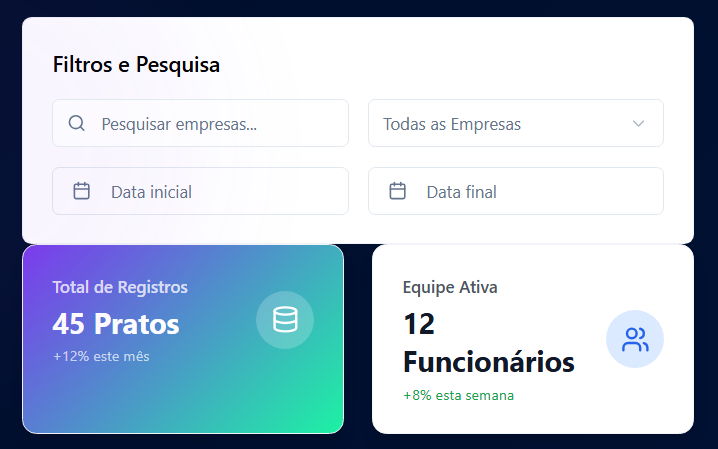 Filtros e Pesquisa
Pesquisar empresas...
Todas as Empresas
Data inicial
Data final
Total de Registros
45 Pratos
+12% este mês
Equipe Ativa
12
Funcionários
+8% esta semana